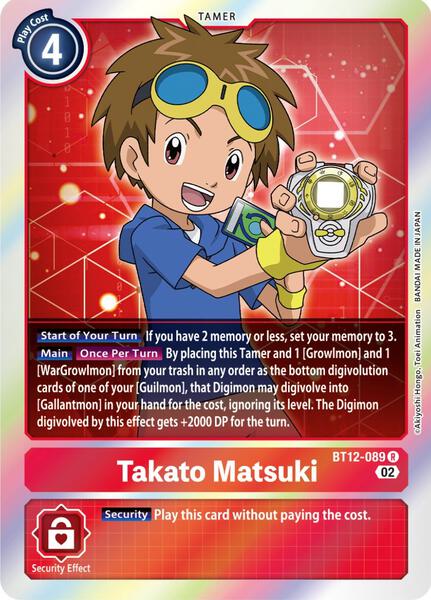 TAMER
Play Cost
4
Start of Your Turn If you have 2 memory or less, set your memory to 3.
Main Once Per Turn By placing this Tamer and 1 [Growlmon] and 1
[WarGrowlmon] from your trash in any order as the bottom digivolution
cards of one of your [Guilmon], that Digimon may digivolve into
[Gallantmon] in your hand for the cost, ignoring its level. The Digimon
digivolved by this effect gets +2000 DP for the turn.
©Akiyoshi Hongo, Toei Animation BANDAI MADE IN JAPAN
BT12-089 R
Takato Matsuki
02
Security Play this card without paying the cost.
Security Effect